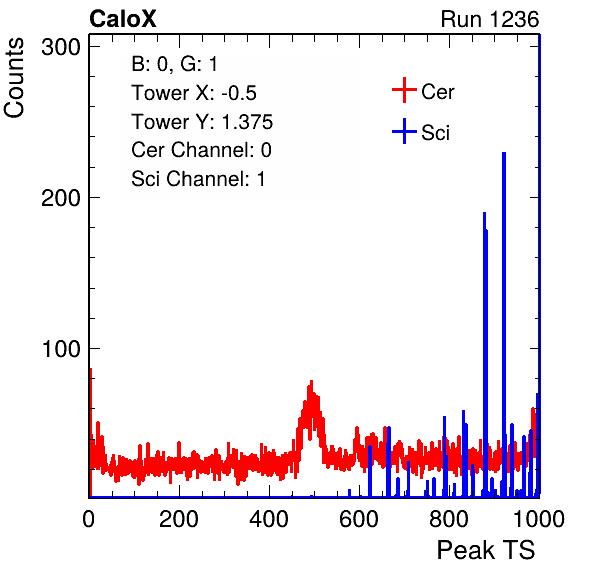 CaloX Run 1236
Counts
300
200
100
B: 0, G: 1
Tower X: -0.5
Tower Y: 1.375
Cer Channel: 0
Sci Channel: 1
Cer
Sci
0 200 400 600 800 1000
Peak TS